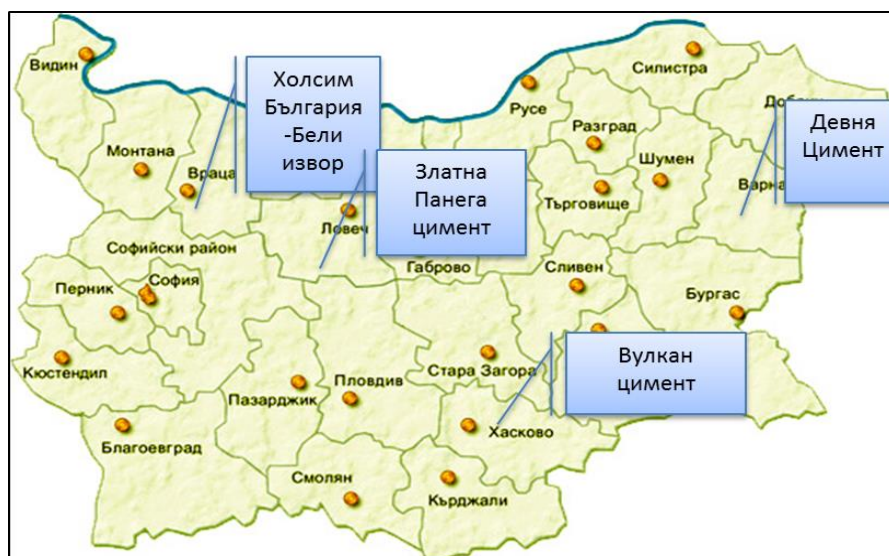 Видин
Силистра
Холсим
България
-Бели
извор
Русе
Девня
Цимент
Разград
Монтана
Шумен
Враца
Златна
Панега
цимент
Варна
Търговище
Ловеч
Софийски район
Габрово
Сливен
София
Перник
Бургас
Вулкан
цимент
Кюстендил
Стара Загора
Пловдив
Пазарджик
Хасково
Благоевград
Смолян
Кърджали